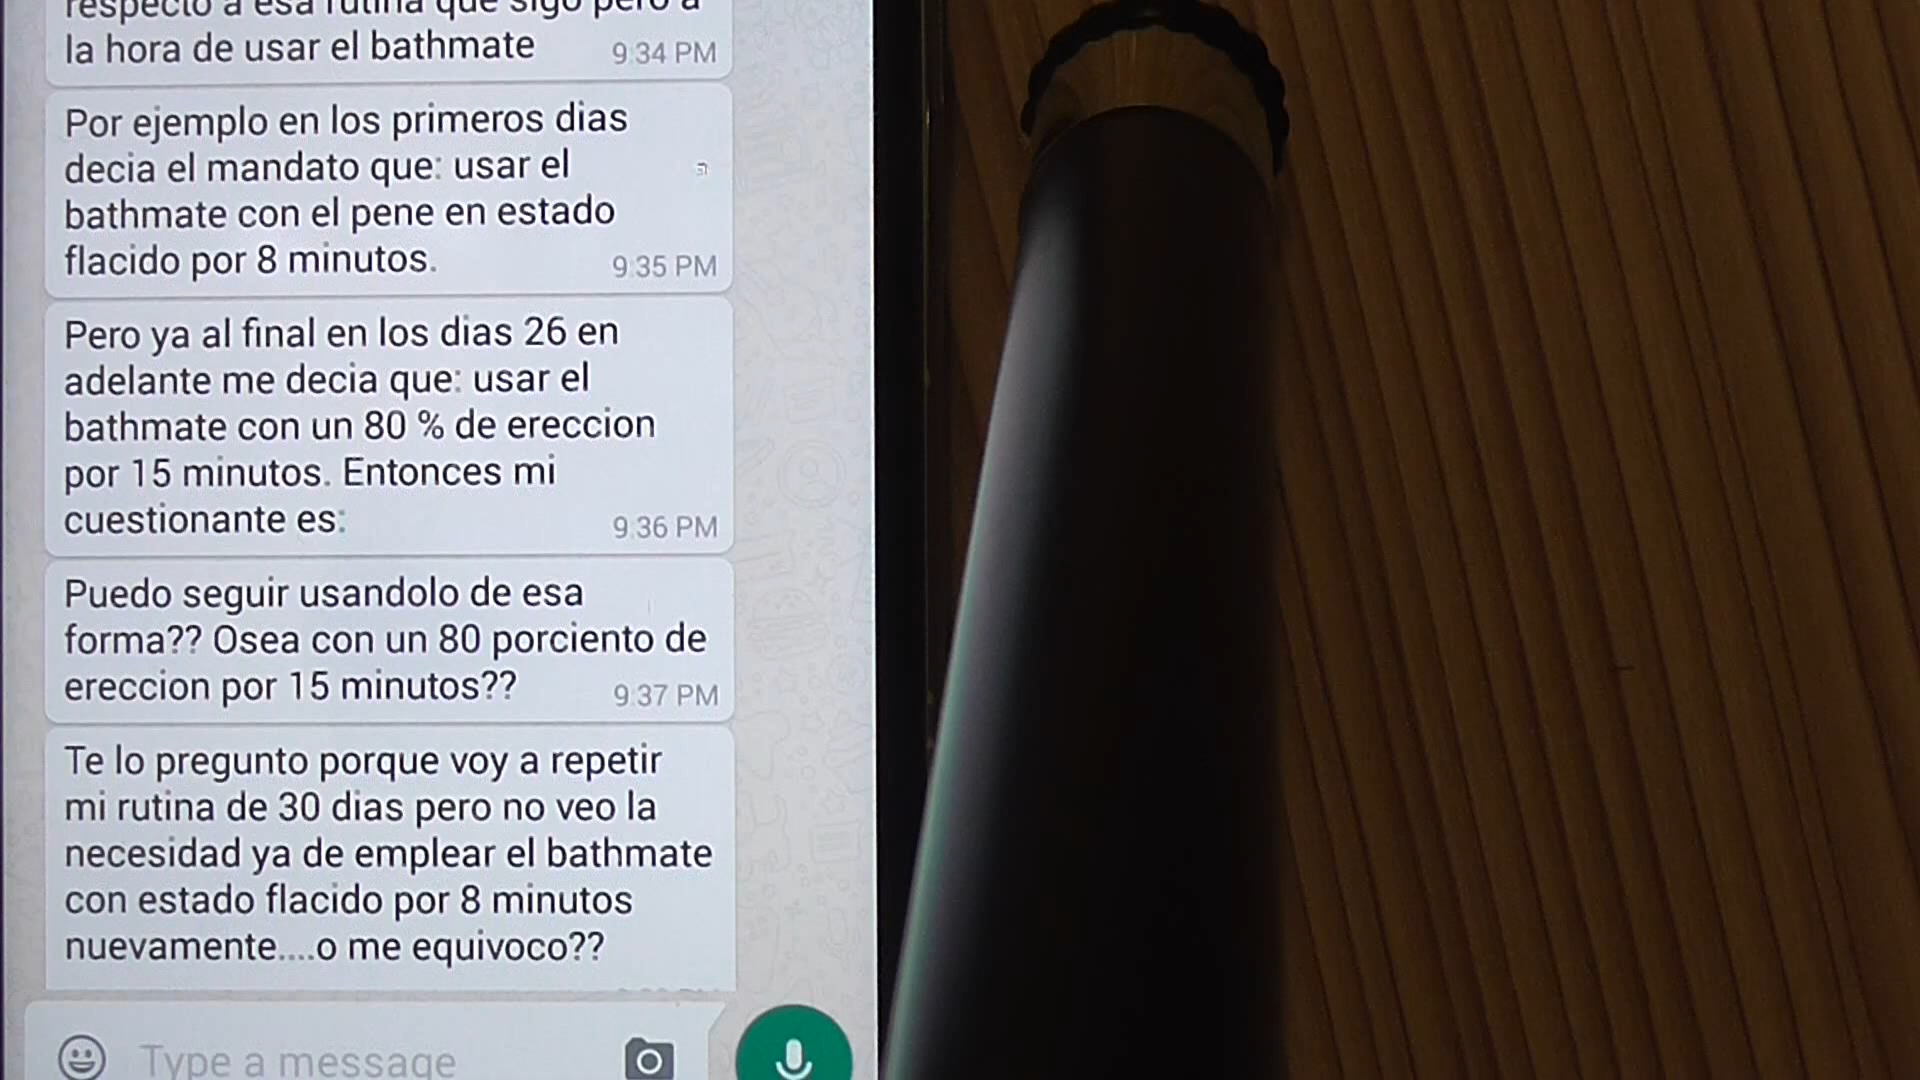 respecto a esa rutina que sigo pero a
la hora de usar el bathmate
9:34 PM
Por ejemplo en los primeros dias
decia el mandato que: usar el
bathmate con el pene en estado
flacido por 8 minutos.
9:35 PM
Pero ya al final en los dias 26 en
adelante me decia que: usar el
bathmate con un 80 % de ereccion
por 15 minutos. Entonces mi
cuestionante es:
9:36 PM
Puedo seguir usandolo de esa
forma?? Osea con un 80 porciento de
ereccion por 15 minutos??
9:37 PM
Te lo pregunto porque voy a repetir
mi rutina de 30 dias pero no veo la
necesidad ya de emplear el bathmate
con estado flacido por 8 minutos
nuevamente....o me equivoco??
Type a message